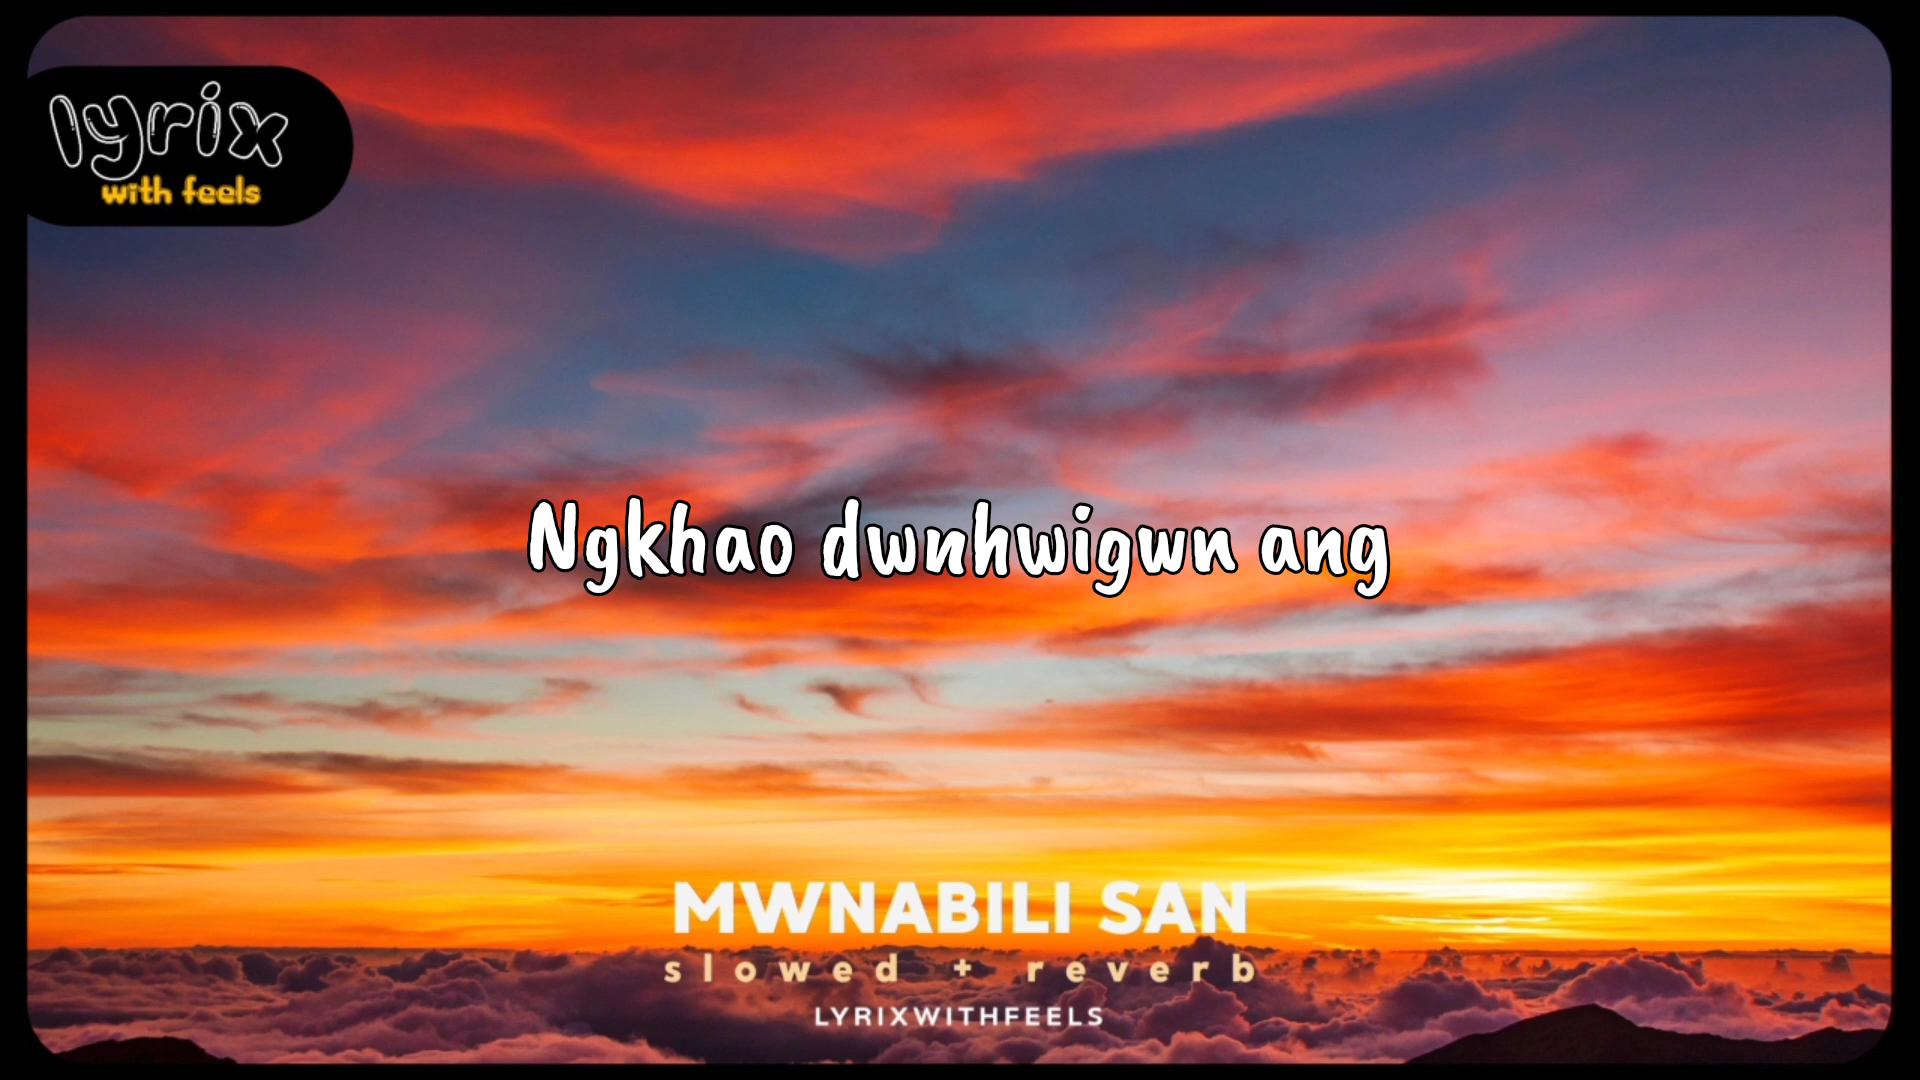 lyrix
with feels
Ngkhao dwnhwigwn ang
MWNABILI SAN
slowed + reverb
LYRIXWITHFEELS